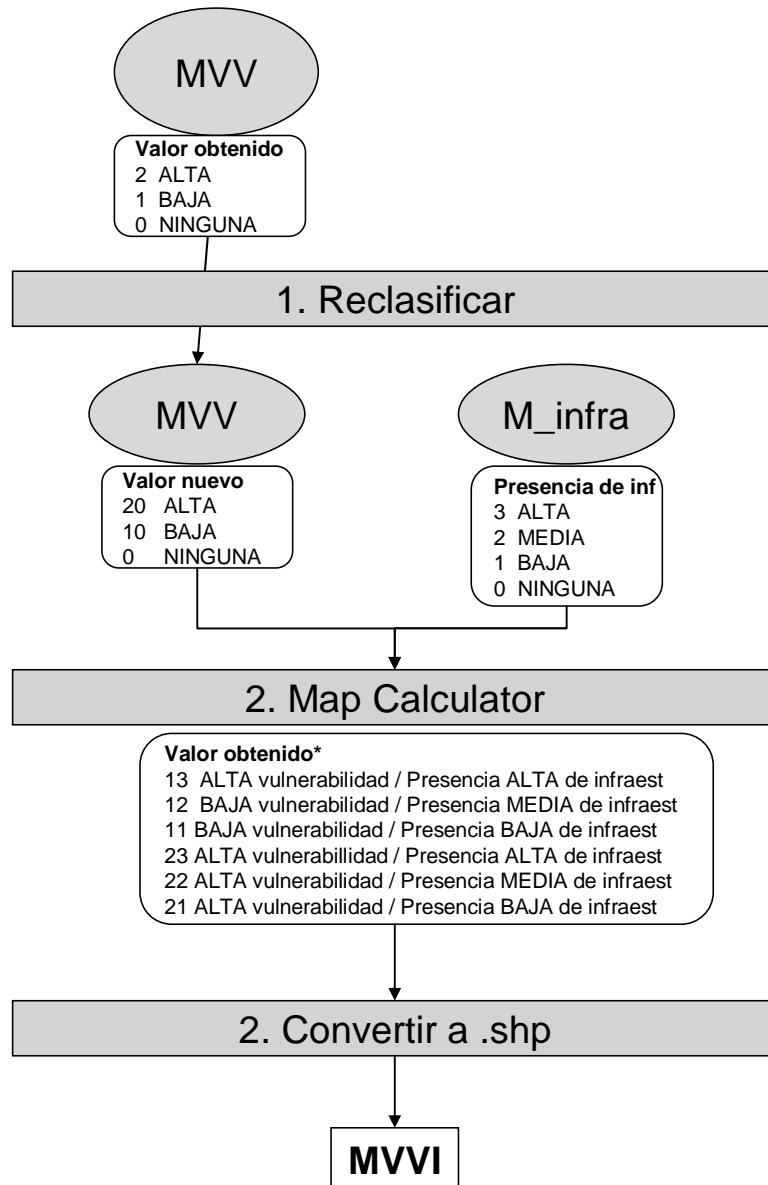 MVV
Valor obtenido
2 ALTA
1 BAJA
0 NINGUNA
1. Reclasificar
MVV
Valor nuevo
20 ALTA
10 BAJA
0 NINGUNA
M_infra
Presencia de inf
3 ALTA
2 MEDIA
1 BAJA
0 NINGUNA
2. Map Calculator
Valor obtenido*
13 ALTA vulnerabilidad / Presencia ALTA de infraest
12 BAJA vulnerabilidad / Presencia MEDIA de infraest
11 BAJA vulnerabilidad / Presencia BAJA de infraest
23 ALTA vulnerabillidad / Presencia ALTA de infraest
22 ALTA vulnerabilidad / Presencia MEDIA de infraest
21 ALTA vulnerabilidad / Presencia BAJA de infraest
2. Convertir a .shp
MVVI